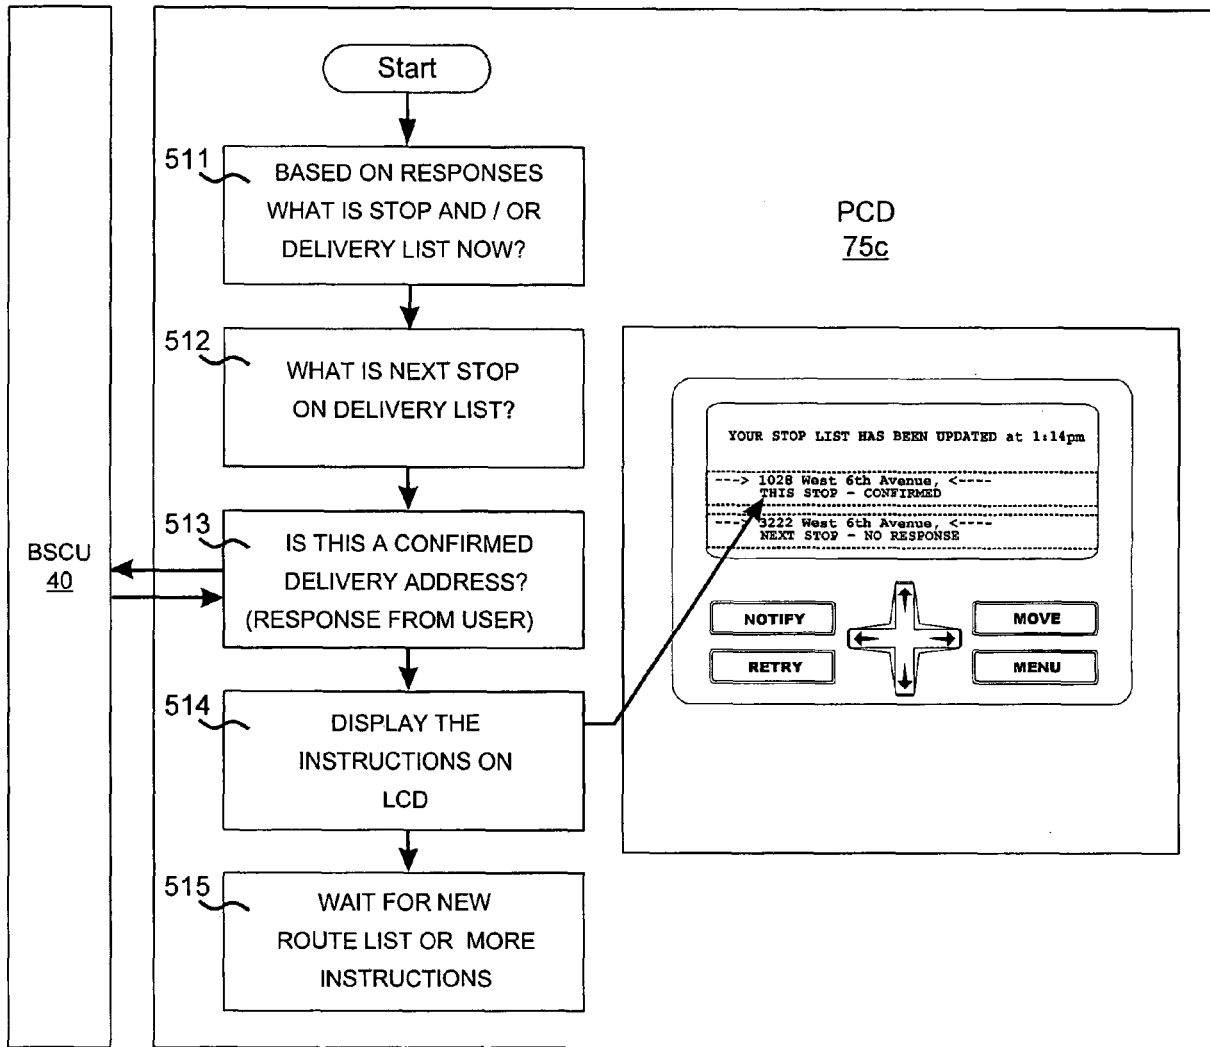 Start
511
BASED ON RESPONSES
WHAT IS STOP AND / OR
DELIVERY LIST NOW?
512
WHAT IS NEXT STOP
ON DELIVERY LIST?
513
IS THIS A CONFIRMED
DELIVERY ADDRESS?
(RESPONSE FROM USER)
BSCU
40
514
DISPLAY THE
INSTRUCTIONS ON
LCD
515
WAIT FOR NEW
ROUTE LIST OR MORE
INSTRUCTIONS
PCD
75c
YOUR STOP LIST HAS BEEN UPDATED at 1:14pm
---> 1028 West 6th Avenue, <----
THIS STOP - CONFIRMED
---> 3222 West 6th Avenue, <----
NEXT STOP - NO RESPONSE
NOTIFY
MOVE
RETRY
MENU